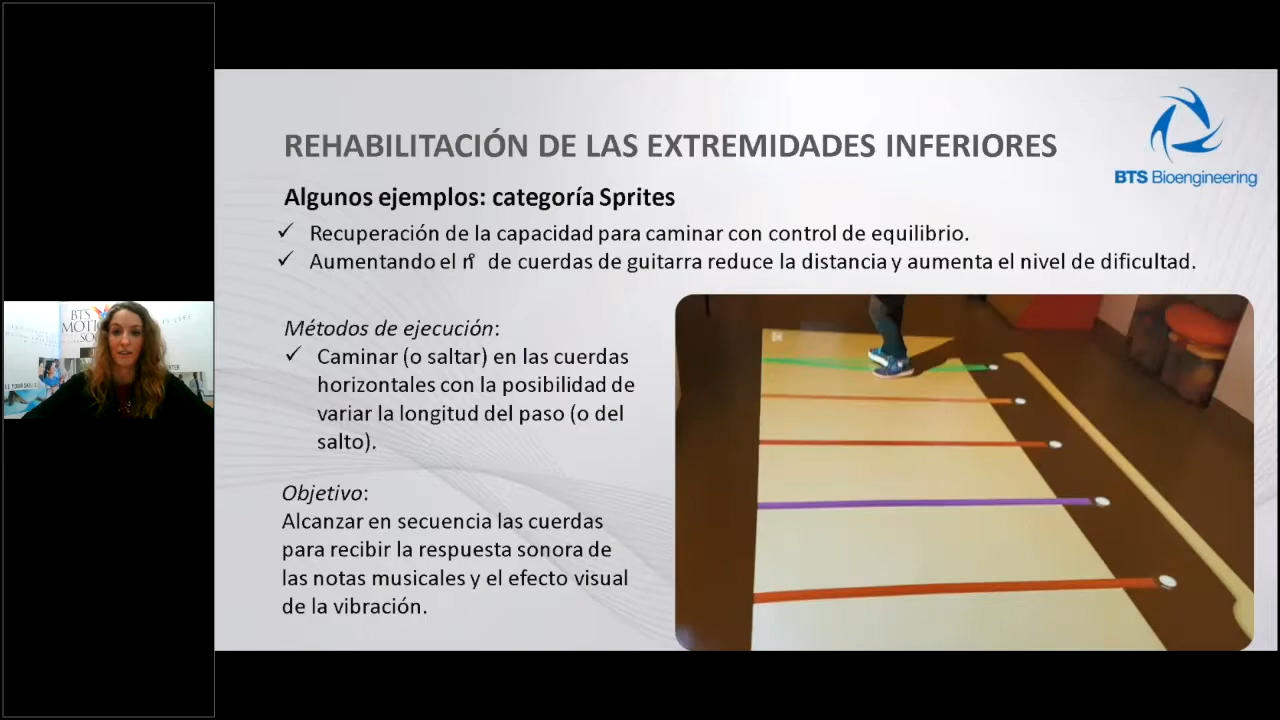 REHABILITACIÓN DE LAS EXTREMIDADES INFERIORES
BTS Bioengineering
Algunos ejemplos: categoría Sprites
✓ Recuperación de la capacidad para caminar con control de equilibrio.
✓ Aumentando el n° de cuerdas de guitarra reduce la distancia y aumenta el nivel de dificultad.
Métodos de ejecución:
✓ Caminar (o saltar) en las cuerdas
horizontales con la posibilidad de
variar la longitud del paso (o del
salto).
Objetivo:
Alcanzar en secuencia las cuerdas
para recibir la respuesta sonora de
las notas musicales y el efecto visual
de la vibración.
BTS